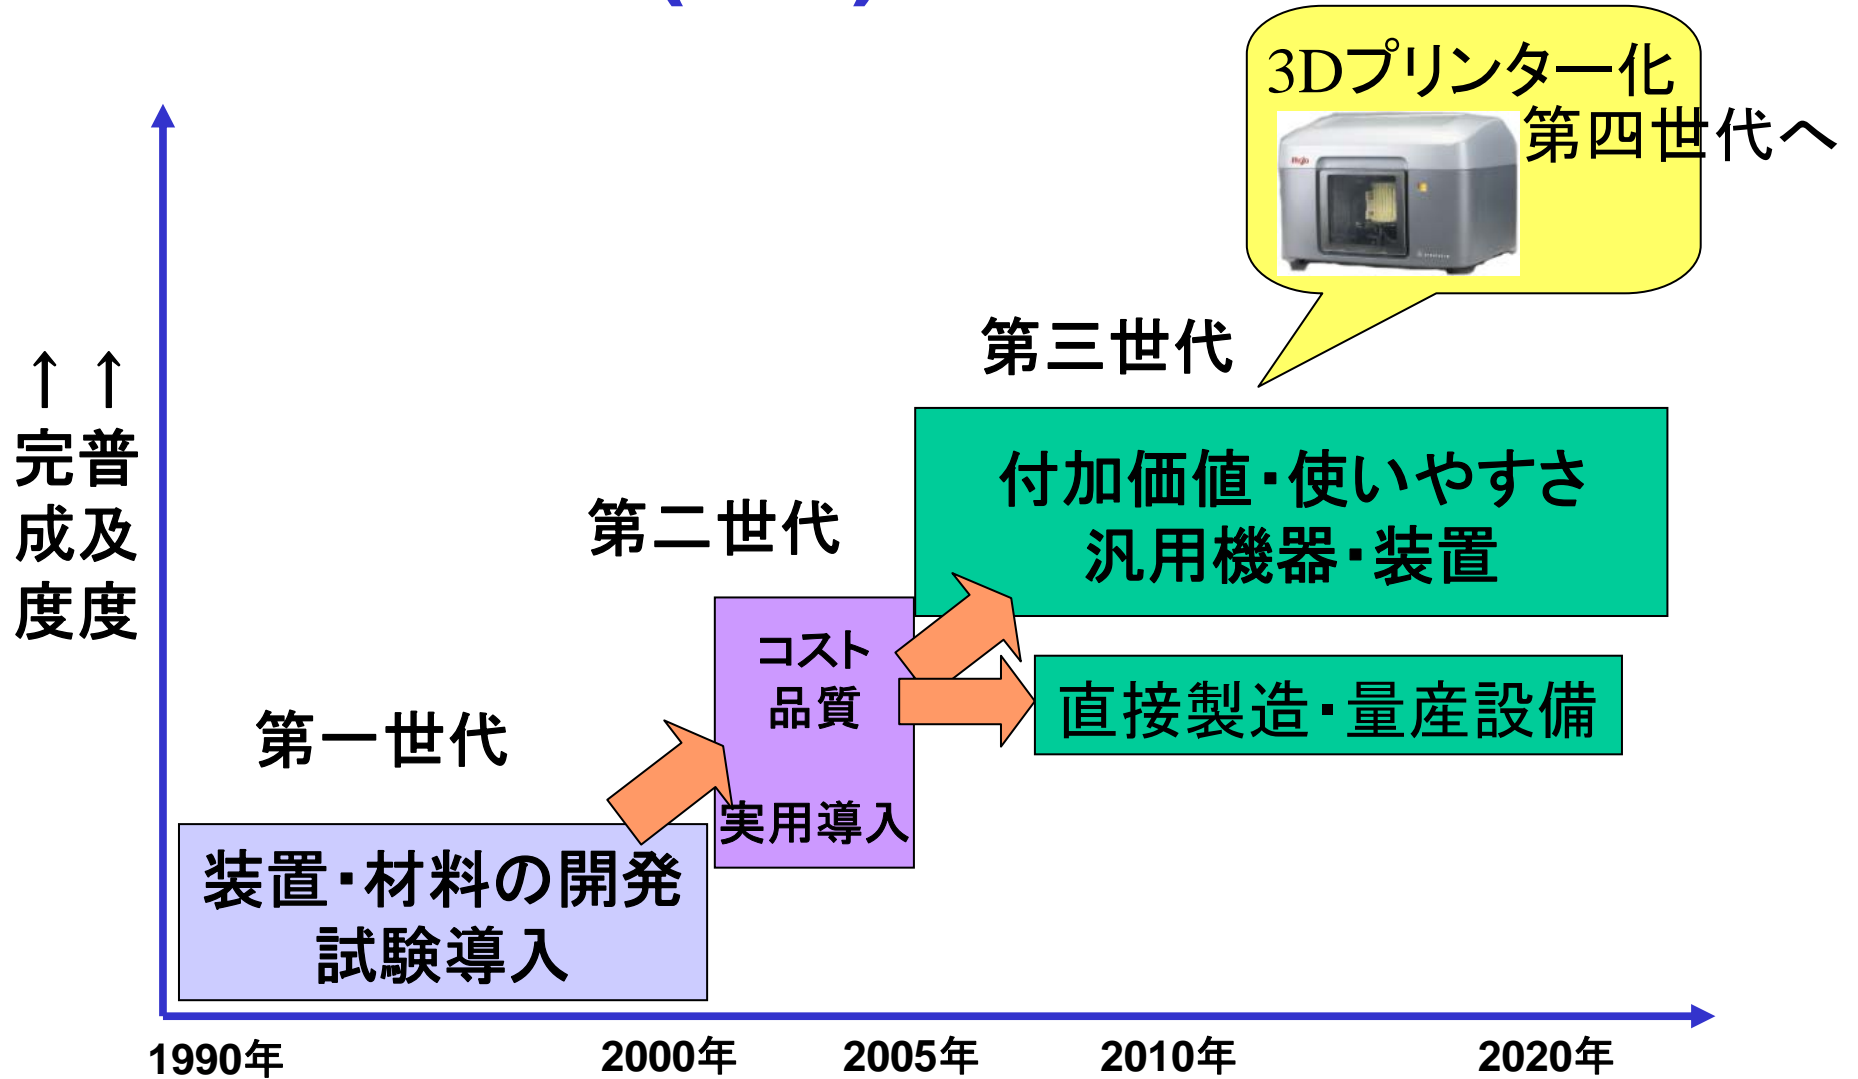 3Dプリンター化
第四世代へ
第三世代
↑完成度
↑普及度
付加価値・使いやすさ
汎用機器・装置
第二世代
コスト
品質
実用導入
直接製造・量産設備
第一世代
装置・材料の開発
試験導入
1990年
2000年
2005年
2010年
2020年